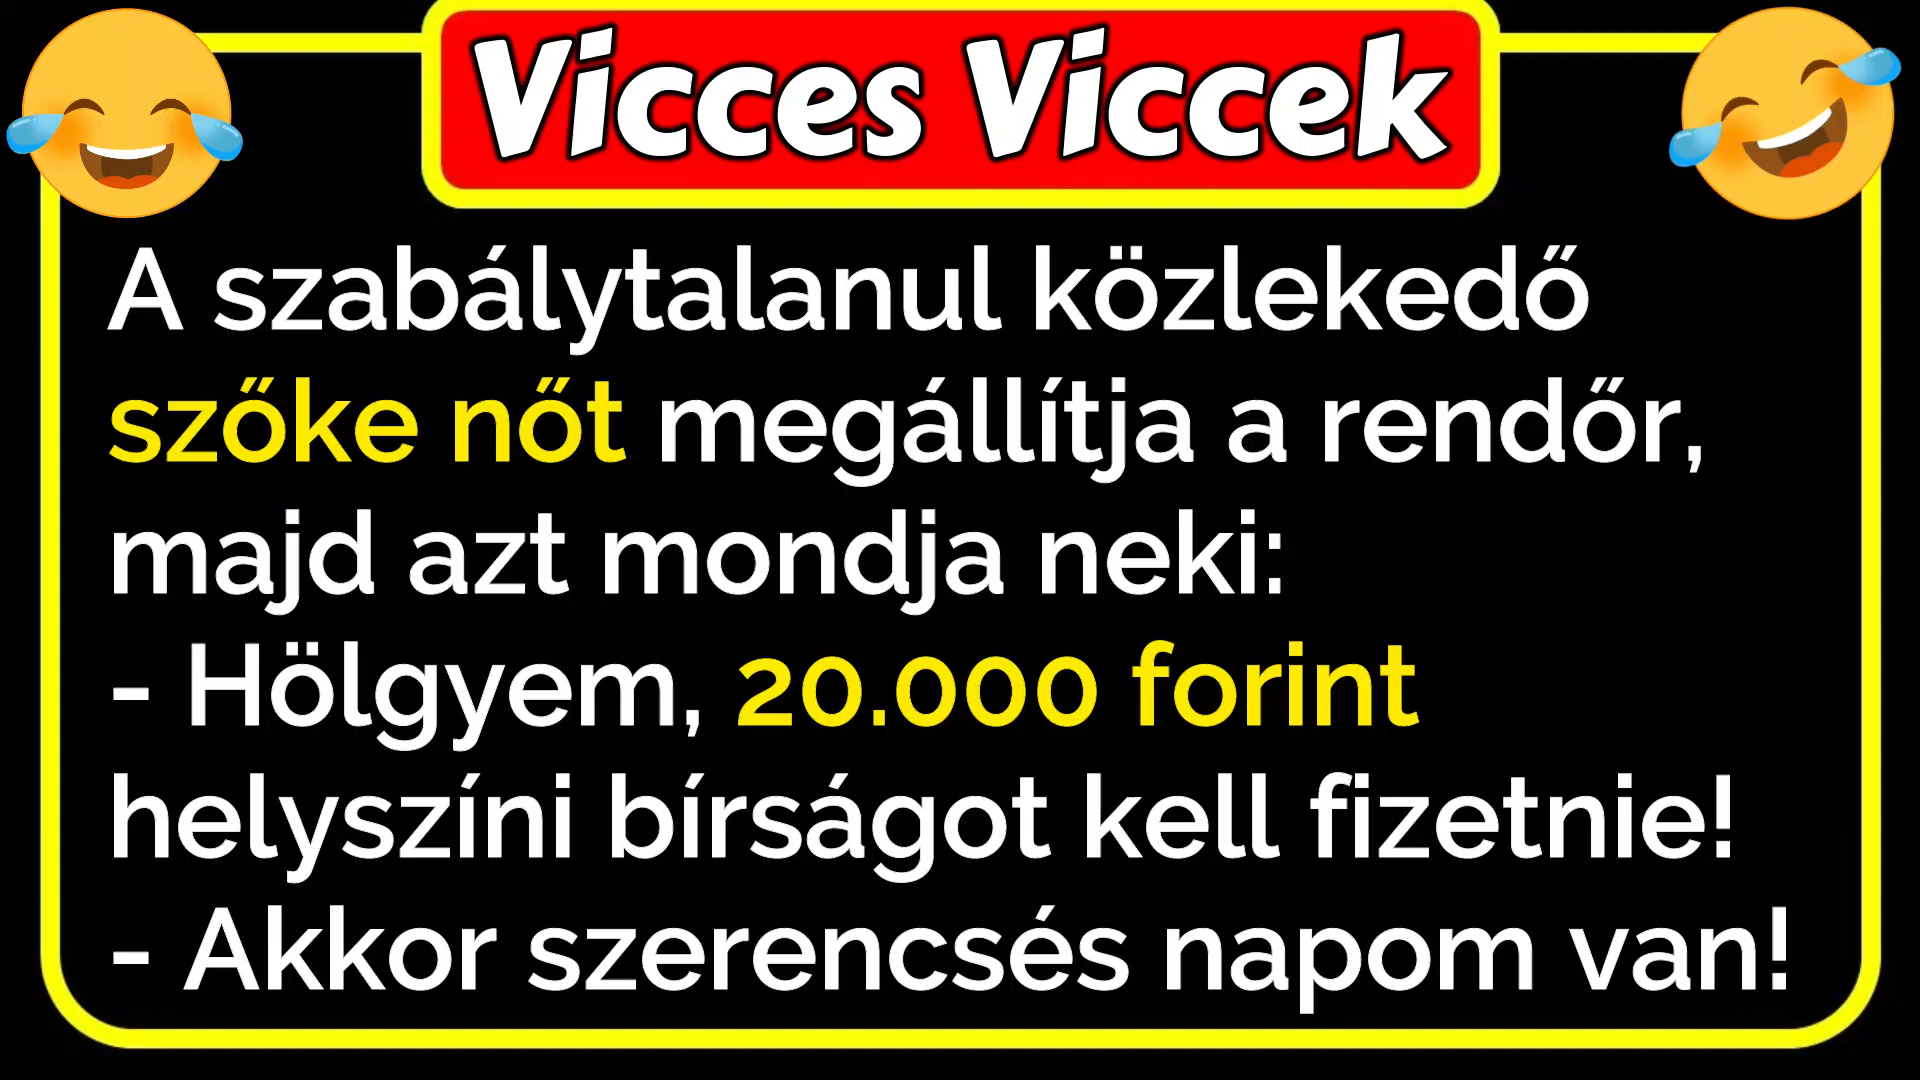 Vicces Viccek
A szabálytalanul közlekedő
szőke nőt megállítja a rendőr,
majd azt mondja neki:
- Hölgyem, 20.000 forint
helyszíni bírságot kell fizetnie!
- Akkor szerencsés napom van!